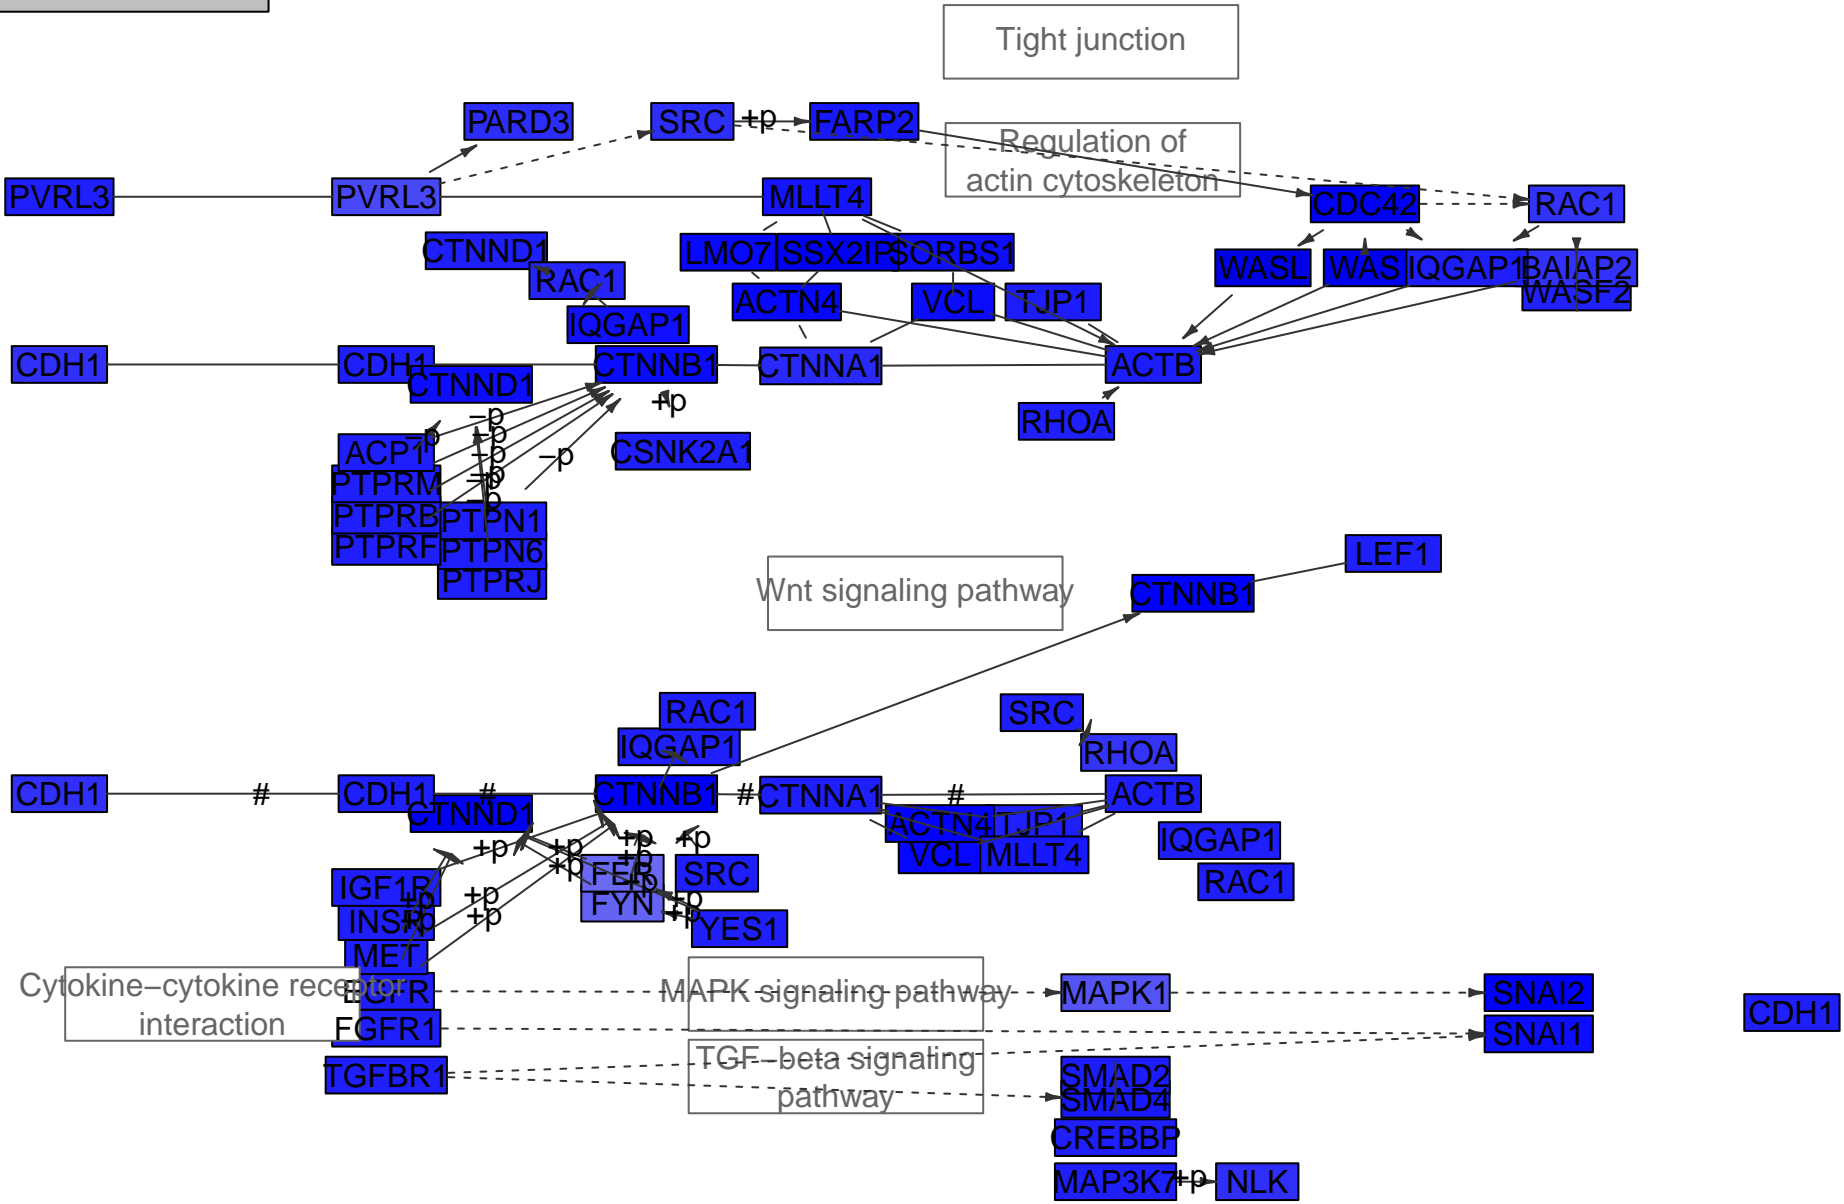 Tight junction
PARD3
SRC
+p
FARP2
Regulation of
actin cytoskeleton
PVRL3
PVRL3
MLLT4
CDC42
RAC1
CTNND1
LMO7
SSX2IP
SORBS1
WASL
WAS
IQGAP1
BAIAP2
WASF2
RAC1
ACTN4
VCL
TJP1
IQGAP1
CDH1
CDH1
CTNND1
CTNNB1
CTNNA1
ACTB
+p
RHOA
−p
−p
−p
−p
−p
−p
−p
−p
ACP1
CSNK2A1
PTPRM
PTPRB
PTPN1
PTPRF
PTPN6
PTPRJ
LEF1
Wnt signaling pathway
CTNNB1
RAC1
SRC
IQGAP1
RHOA
CDH1
#
CDH1
#
CTNNB1
#
CTNNA1
#
ACTB
CTNND1
ACTN4
TJP1
+p
+p
+p
+p
IQGAP1
+p
VCL
MLLT4
+p
FER
+p
SRC
RAC1
IGF1R
+p
+p
+p
FYN
+p
INSR
+p
+p
+p
YES1
MET
Cytokine−cytokine receptor
interaction
EGFR
MAPK signaling pathway
MAPK1
SNAI2
CDH1
FGFR1
SNAI1
TGF−beta signaling
pathway
TGFBR1
SMAD2
SMAD4
CREBBP
MAP3K7
+p
NLK